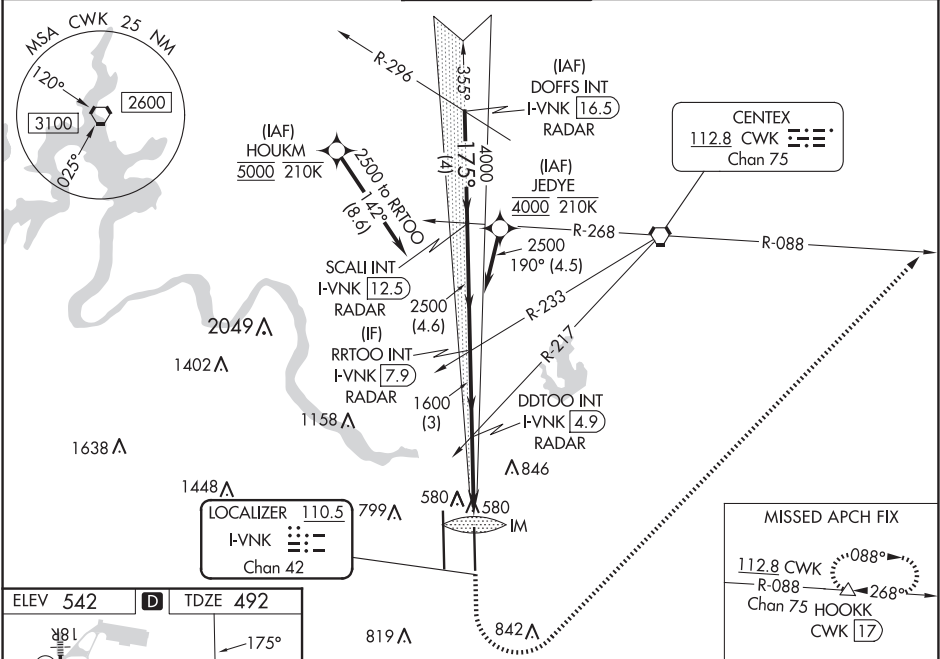 MSA CWK 25 NM
120°
3100
2600
025°
R-296
355°
(IAF)
DOFFS INT
I-VNK 16.5
RADAR
(IAF)
HOUKM
5000 210K
2500 to RRTOO
142°
(8.6)
(4)
175°
4000
(IAF)
JEDYE
4000 210K
CENTEX
112.8 CWK
Chan 75
R-268
R-088
2500
190° (4.5)
SCALI INT
I-VNK 12.5
RADAR
2500
(4.6)
R-233
R-217
(IF)
RRTOO INT
I-VNK 7.9
RADAR
1600
(3)
DDTOO INT
I-VNK 4.9
RADAR
2049
1402
1158
1638
846
1448
799
580
580
IM
LOCALIZER 110.5
I-VNK
Chan 42
MISSED APCH FIX
112.8 CWK
R-088
Chan 75
088°
268°
HOOKK
CWK 17
ELEV 542
D
TDZE 492
18R
175°
819
842